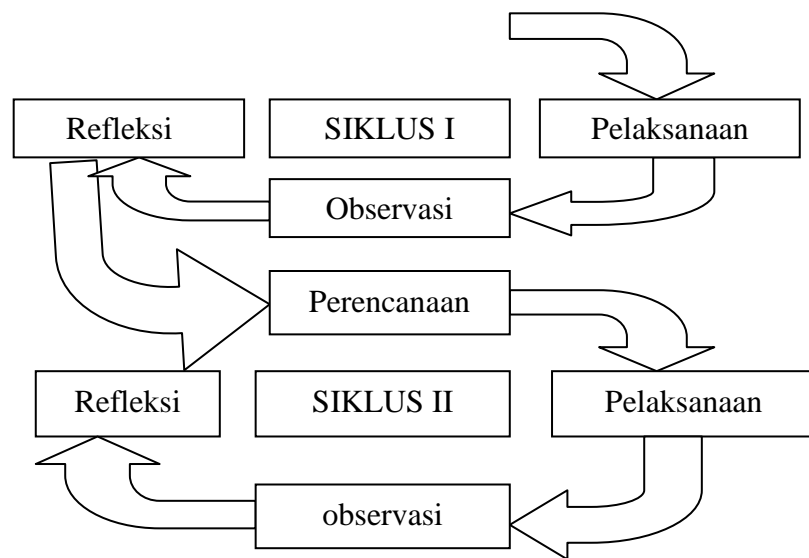 Refleksi SIKLUS I Pelaksanaan
Observasi
Perencanaan
Refleksi SIKLUS II Pelaksanaan
observasi